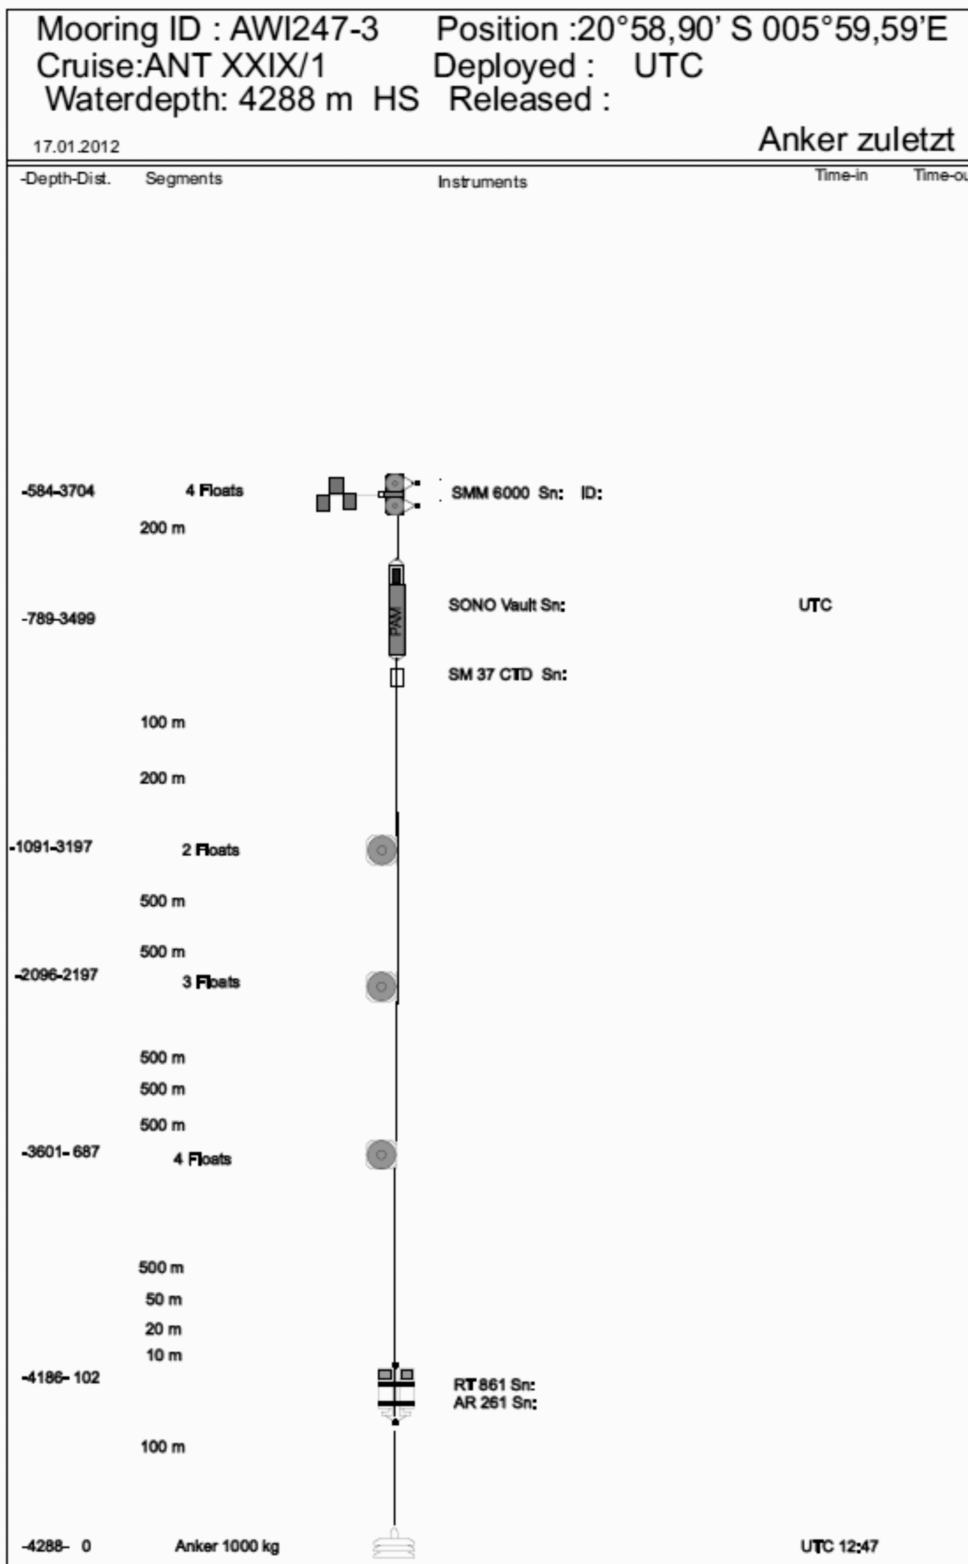 Mooring ID : AWI247-3 Position :20°58,90' S 005°59,59'E
Cruise:ANT XXIX/1 Deployed : UTC
Waterdepth: 4288 m HS Released :
17.01.2012 Anker zuletzt
-Depth-Dist. Segments Instruments Time-in Time-ou
-584-3704 4 Floats SMM 6000 Sn: ID:
200 m
SONO Vault Sn: UTC
-789-3499
PAM
SM 37 CTD Sn:
100 m
200 m
-1091-3197 2 Floats
500 m
500 m
-2096-2197 3 Floats
500 m
500 m
500 m
-3601- 687 4 Floats
500 m
50 m
20 m
10 m
-4186- 102 RT 861 Sn:
AR 261 Sn:
100 m
-4288- 0 Anker 1000 kg UTC 12:47